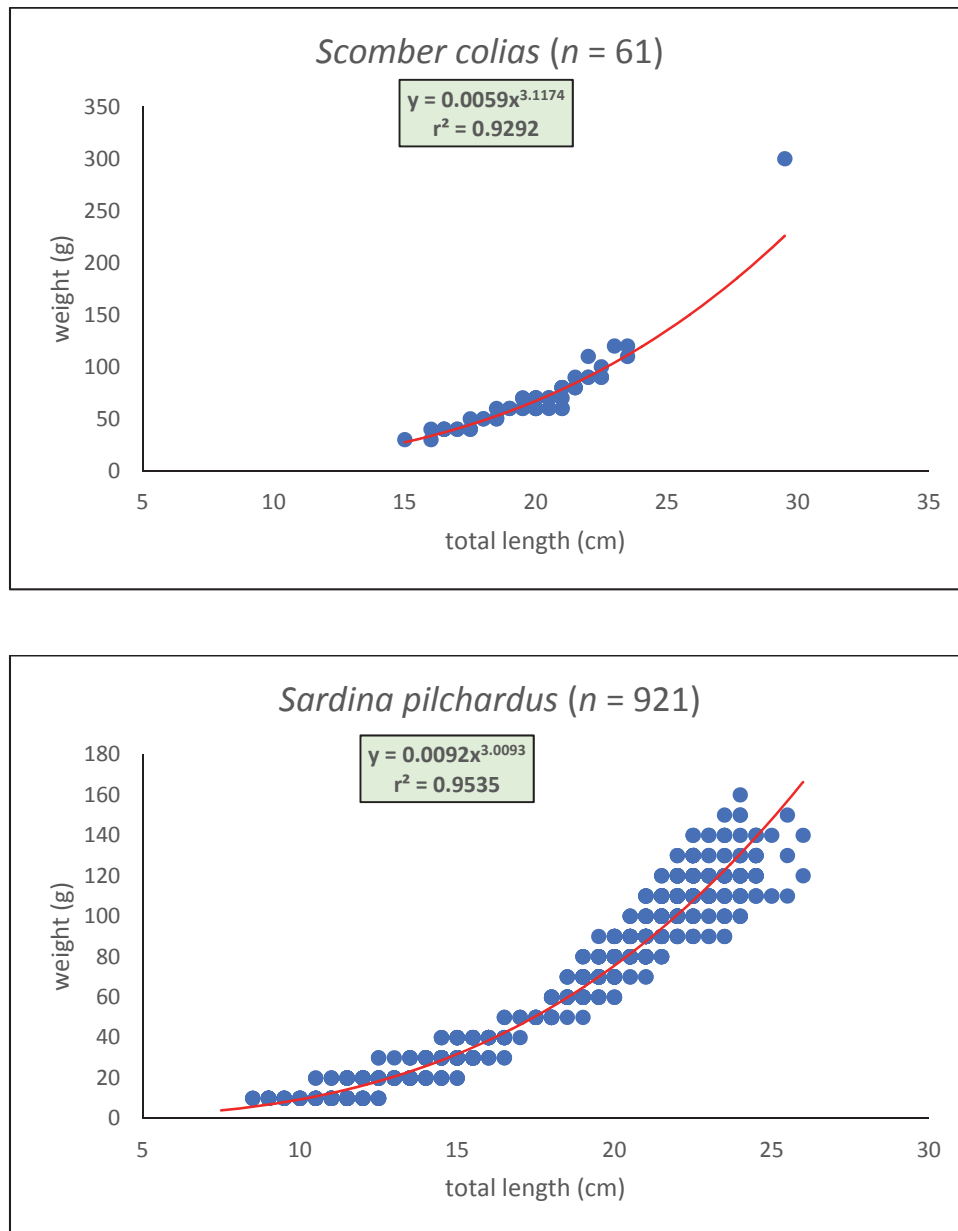 Scomber colias (n = 61)
y = 0.0059x^3.1174
r² = 0.9292
350
300
250
200
150
100
50
0
weight (g)
5 10 15 20 25 30 35
total length (cm)
Sardina pilchardus (n = 921)
y = 0.0092x^3.0093
r² = 0.9535
180
160
140
120
100
80
60
40
20
0
weight (g)
5 10 15 20 25 30
total length (cm)